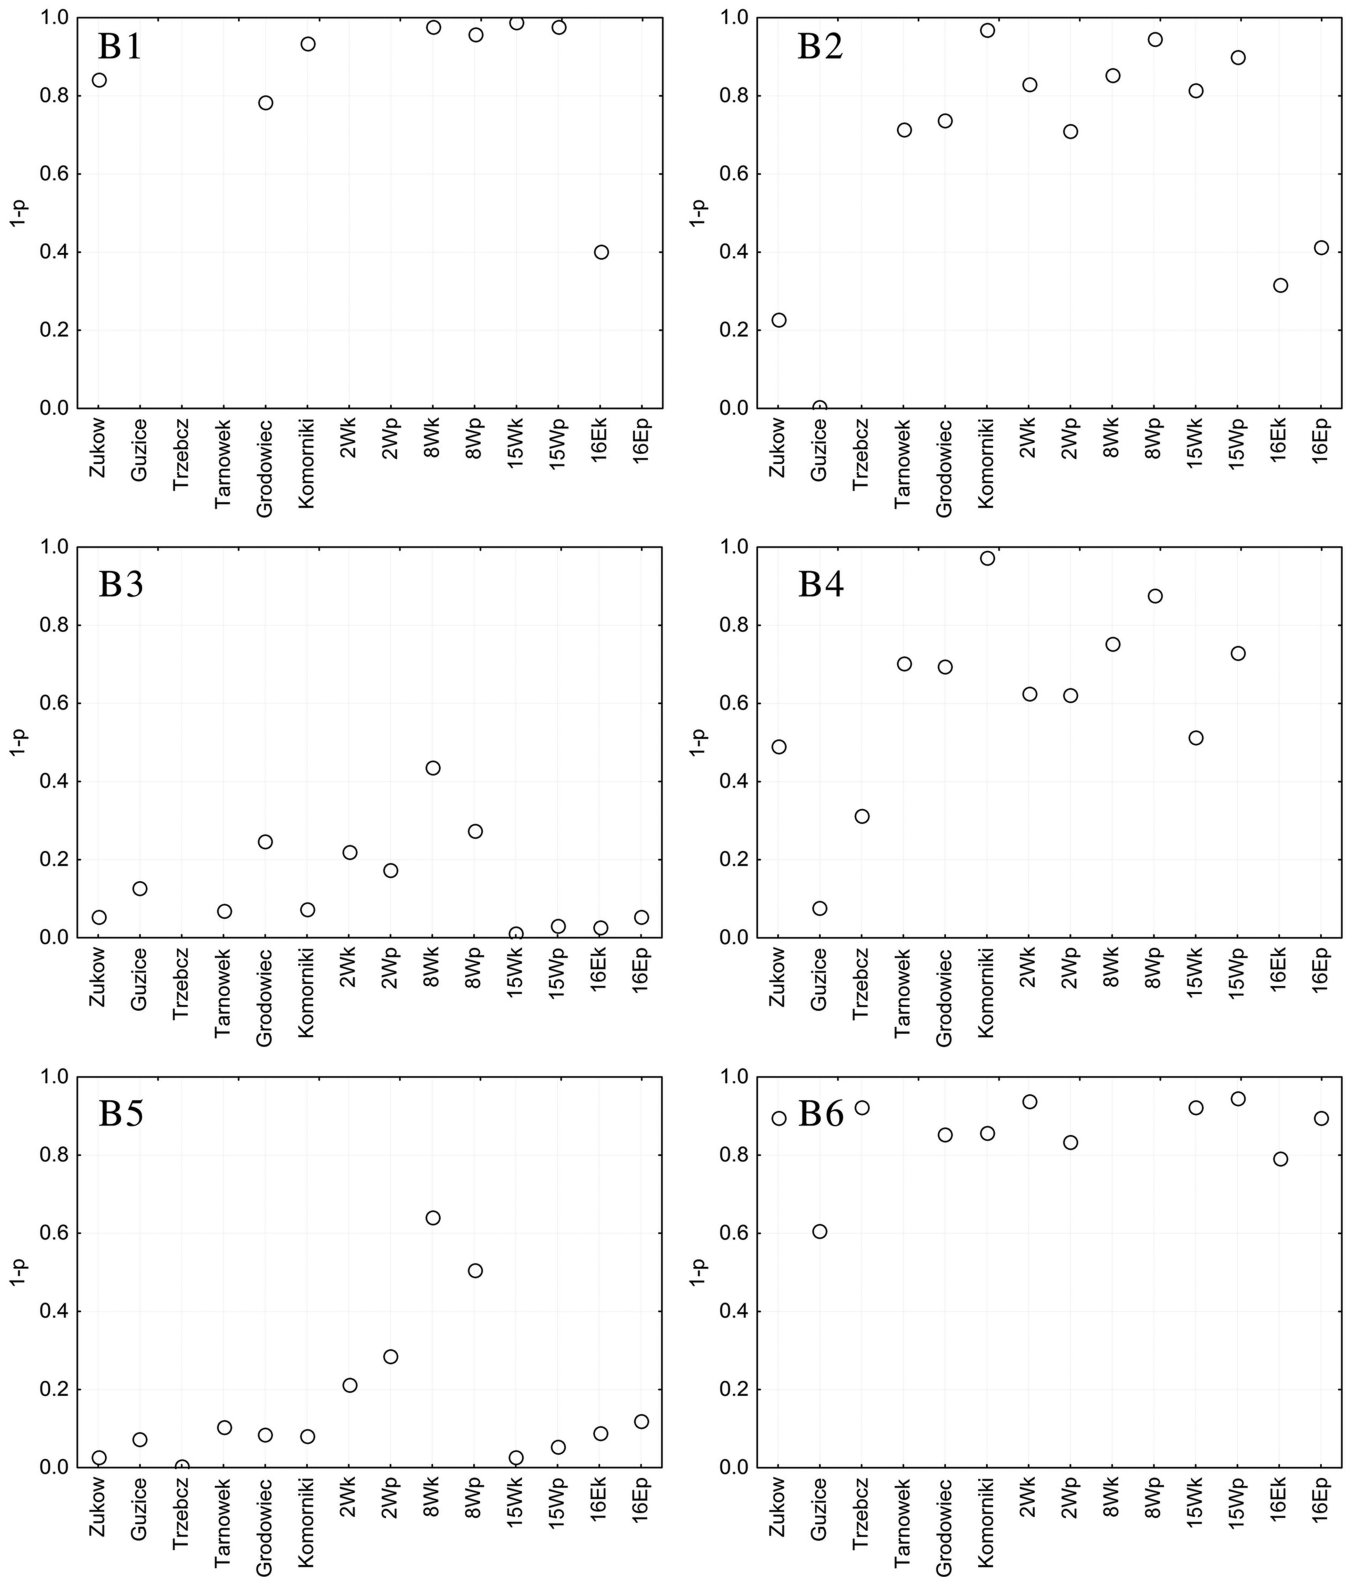 B1
1.0
0.8
0.6
0.4
0.2
0.0
1-p
Zukow
Guzice
Trzebcz
Tarnowek
Grodowiec
Komorniki
2Wk
2Wp
8Wk
8Wp
15Wk
15Wp
16Ek
16Ep
B2
1.0
0.8
0.6
0.4
0.2
0.0
1-p
Zukow
Guzice
Trzebcz
Tarnowek
Grodowiec
Komorniki
2Wk
2Wp
8Wk
8Wp
15Wk
15Wp
16Ek
16Ep
B3
1.0
0.8
0.6
0.4
0.2
0.0
1-p
Zukow
Guzice
Trzebcz
Tarnowek
Grodowiec
Komorniki
2Wk
2Wp
8Wk
8Wp
15Wk
15Wp
16Ek
16Ep
B4
1.0
0.8
0.6
0.4
0.2
0.0
1-p
Zukow
Guzice
Trzebcz
Tarnowek
Grodowiec
Komorniki
2Wk
2Wp
8Wk
8Wp
15Wk
15Wp
16Ek
16Ep
B5
1.0
0.8
0.6
0.4
0.2
0.0
1-p
Zukow
Guzice
Trzebcz
Tarnowek
Grodowiec
Komorniki
2Wk
2Wp
8Wk
8Wp
15Wk
15Wp
16Ek
16Ep
B6
1.0
0.8
0.6
0.4
0.2
0.0
1-p
Zukow
Guzice
Trzebcz
Tarnowek
Grodowiec
Komorniki
2Wk
2Wp
8Wk
8Wp
15Wk
15Wp
16Ek
16Ep